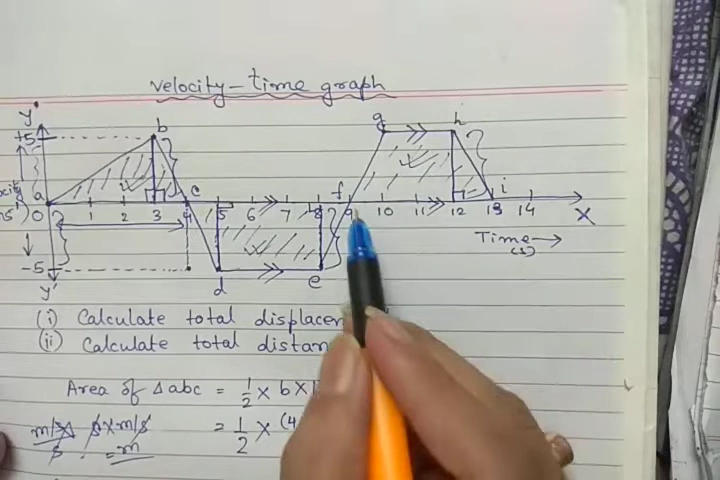 velocity-time graph
y
+5
b
g
h
a
c
f
i
0 1 2 3 4 5 6 7 8 9 10 11 12 13 14
X
Time→
(s)
-5
y'
d
e
(i) Calculate total displacem
(ii) Calculate total distan
Area of Δabc = 1/2 × b ×
m/s × s × m/s = 1/2 × (4
s = m